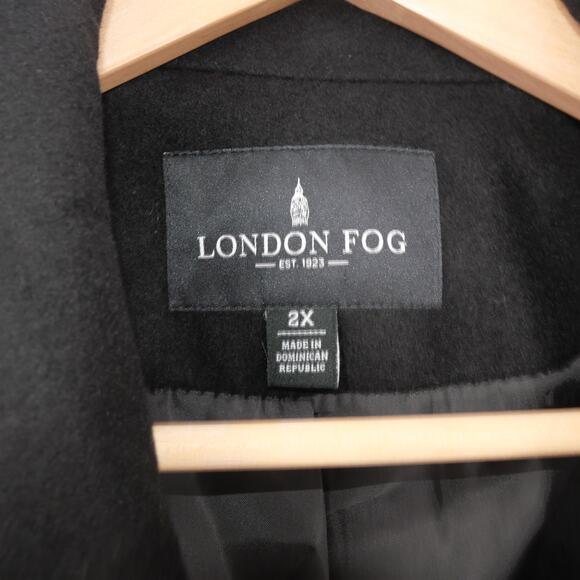 LONDON FOG
EST. 1923
2X
MADE IN
DOMINICAN
REPUBLIC